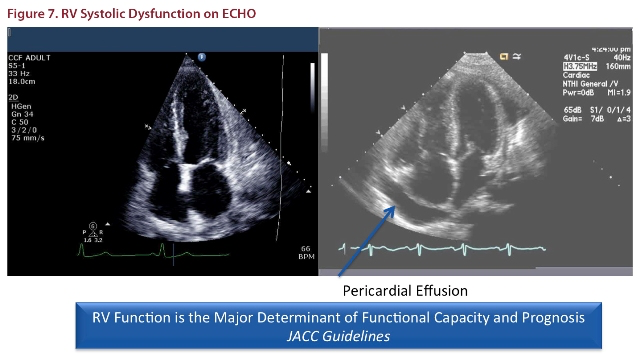 Figure 7. RV Systolic Dysfunction on ECHO
CCF ADULT
S5-1
33 Hz
18.0cm
2D
HGen
Gn 34
C 50
3/2/0
75 mm/s
G
P R
1.6 3.2
66
BPM
4:24:00 pm
4V1c-S 40Hz
H3.75MHz 160mm
Cardiac
NTHI General /V
Pwr=0dB MI=1.9
65dB S1/ 0/1/4
Gain= 7dB Δ=3
Pericardial Effusion
RV Function is the Major Determinant of Functional Capacity and Prognosis
JACC Guidelines